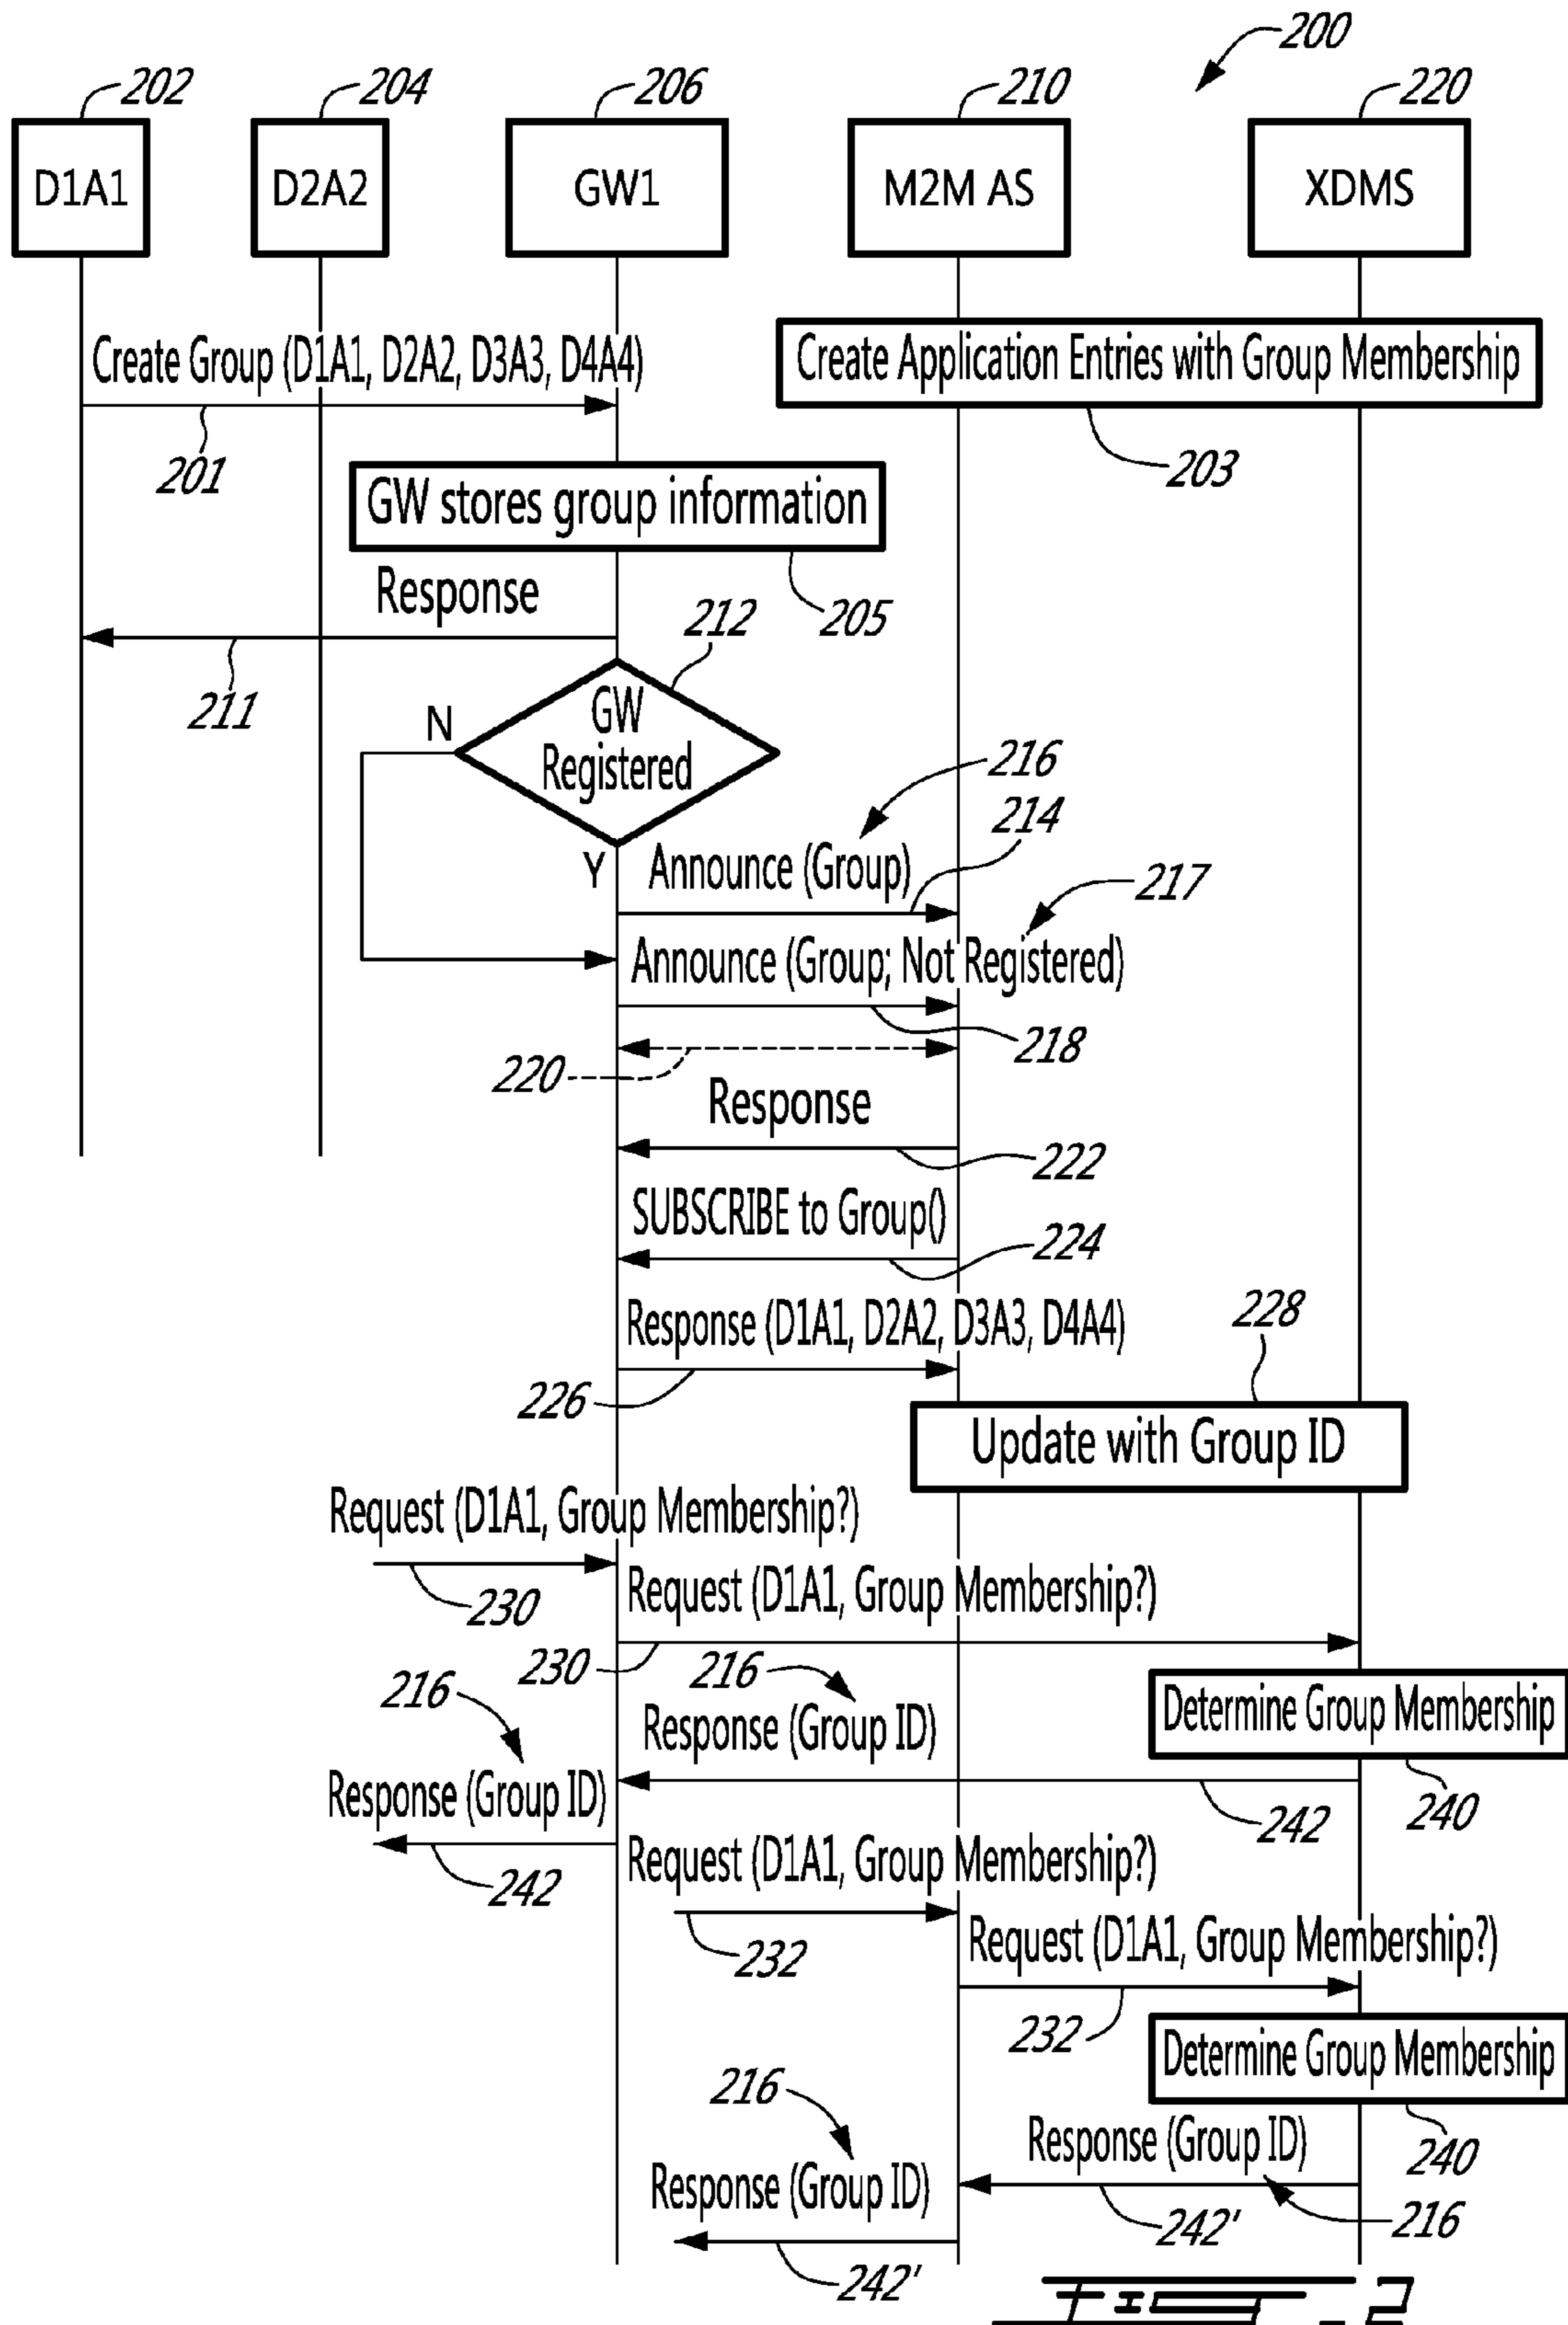 200
202
204
206
210
220
D1A1
D2A2
GW1
M2M AS
XDMS
Create Group (D1A1, D2A2, D3A3, D4A4)
Create Application Entries with Group Membership
201
203
GW stores group information
Response
205
212
211
N
GW
Registered
216
214
Y
Announce (Group)
217
Announce (Group; Not Registered)
218
220
Response
222
SUBSCRIBE to Group()
224
Response (D1A1, D2A2, D3A3, D4A4)
228
226
Update with Group ID
Request (D1A1, Group Membership?)
230
Request (D1A1, Group Membership?)
230
216
216
Determine Group Membership
Response (Group ID)
Response (Group ID)
242
240
242
Request (D1A1, Group Membership?)
232
Request (D1A1, Group Membership?)
232
Determine Group Membership
216
240
Response (Group ID)
Response (Group ID)
216
242'
242'
FIG. 2